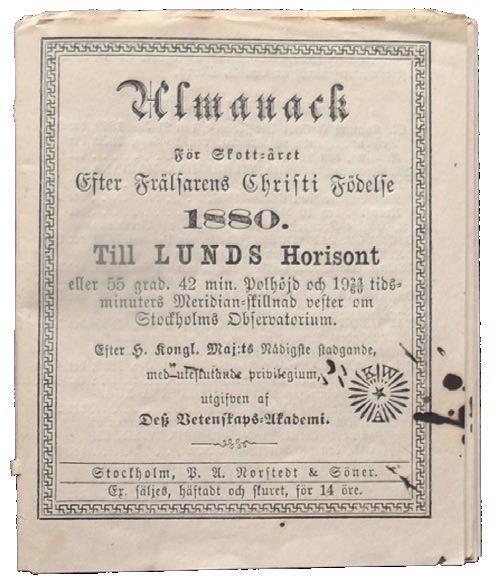 Almanack
För Skott-året
Efter Frälsarens Christi Födelse
1880.
Till LUNDS Horisont
eller 55 grad. 42 min. Polhöjd och 19 tids-
minuters Meridian-skillnad vester om
Stockholms Observatorium.
Efter H. Kongl. Maj:ts Nådigste stadgande,
med uteslutande privilegium,
utgifven af
Deß Vetenskaps-Akademi.
K W A
Stockholm, P. A. Norstedt & Söner.
Ex. säljes, häftadt och skuret, för 14 öre.